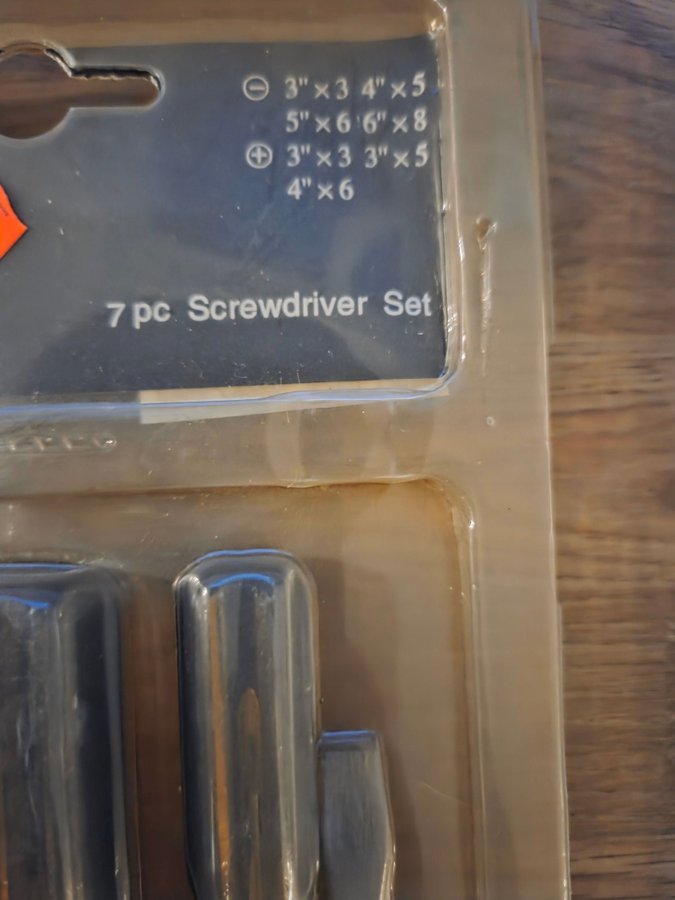 ⊖ 3" × 3 4" × 5
5" × 6 6" × 8
⊕ 3" × 3 3" × 5
4" × 6
7 pc Screwdriver Set